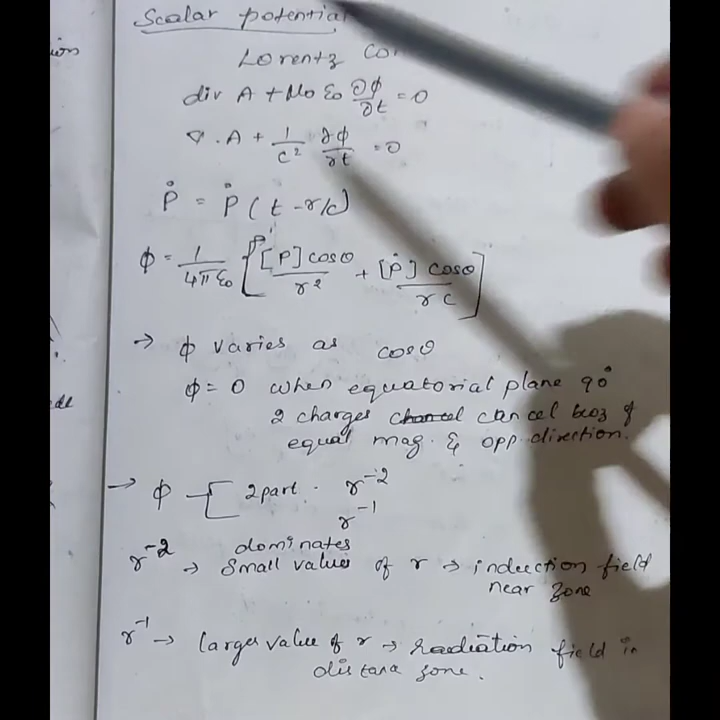 Scalar potential
Lorentz
div A + μ0 ε0 ∂φ/∂t = 0
∇ . A + 1/c² ∂φ/∂t = 0
Ṗ = Ṗ ( t - r/c)
φ = 1/4πε0 { [P] cosθ / r² + [Ṗ] cosθ / rc ]
→ φ varies as cosθ
φ = 0 when equatorial plane 90°
2 charges cancel bcoz of
equal mag. & opp. direction.
→ φ –[ 2 part . r⁻²
r⁻¹
dominates
r⁻² → small values of r → induction field
near zone
r⁻¹ → larger value of r → radiation field in
distance zone.